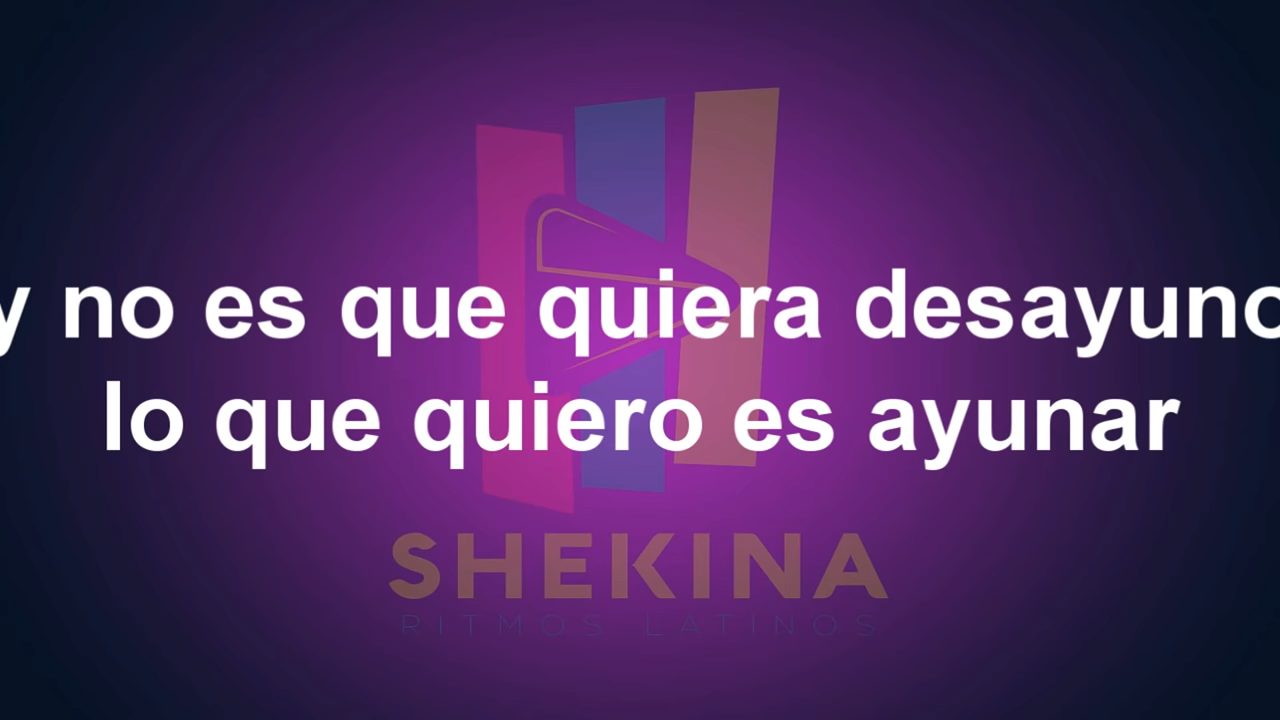 y no es que quiera desayuno
lo que quiero es ayunar
SHEKINA
RITMOS LATINOS